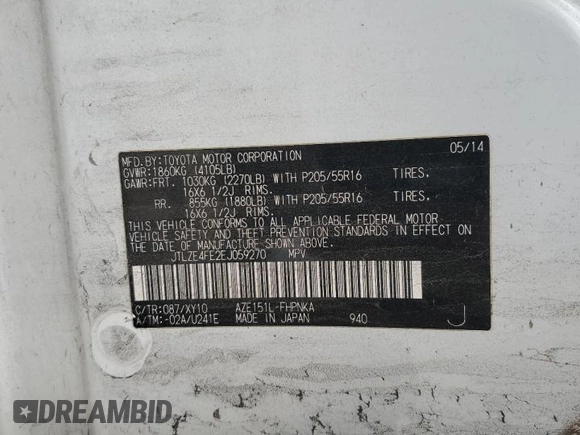 MFD.BY:TOYOTA MOTOR CORPORATION 05/14
GVWR:1860KG (4105LB)
GAWR:FRT. 1030KG (2270LB) WITH P205/55R16 TIRES.
16X6 1/2J RIMS.
RR. 855KG (1880LB) WITH P205/55R16 TIRES.
16X6 1/2J RIMS.
THIS VEHICLE CONFORMS TO ALL APPLICABLE FEDERAL MOTOR
VEHICLE SAFETY AND THEFT PREVENTION STANDARDS IN EFFECT
ON THE DATE OF MANUFACTURE SHOWN ABOVE.
JTLZE4FE2EJ059270 MPV
C/TR:087/XY10 AZE151L-FHPNKA
A/TM:-02A/U241E MADE IN JAPAN 940 J
DREAMBID